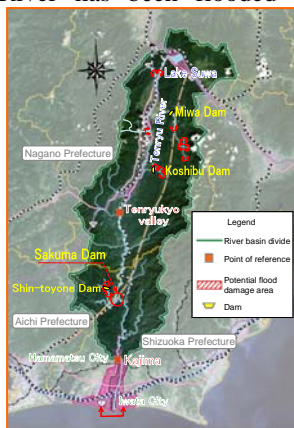 River has been flooded
Lake Suwa
Miwa Dam
Tenryu River
Nagano Prefecture
Koshibu Dam
Tenryukyo
valley
Legend
River basin divide
Point of reference
Potential flood
damage area
Dam
Sakuma Dam
Shin-toyone Dam
Aichi Prefecture
Shizuoka Prefecture
Hamamatsu City
Kajima
Iwata City